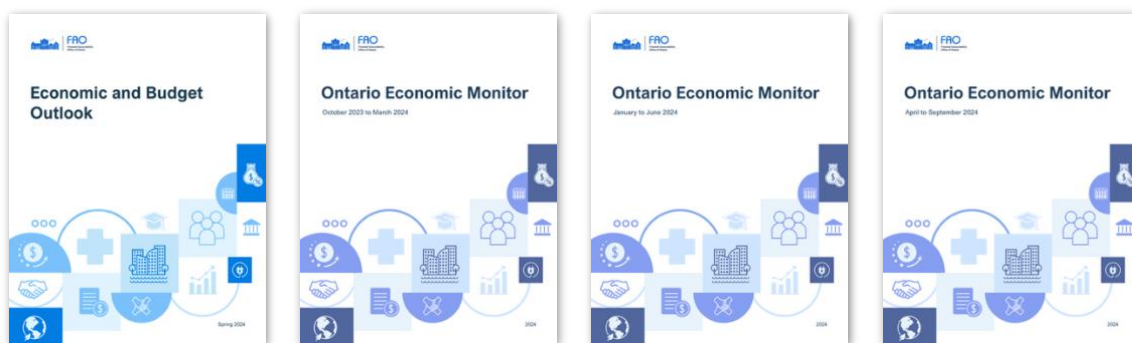 FAO
Economic and Budget
Outlook
Spring 2024
FAO
Ontario Economic Monitor
October 2023 to March 2024
2024
FAO
Ontario Economic Monitor
January to June 2024
2024
FAO
Ontario Economic Monitor
April to September 2024
2024